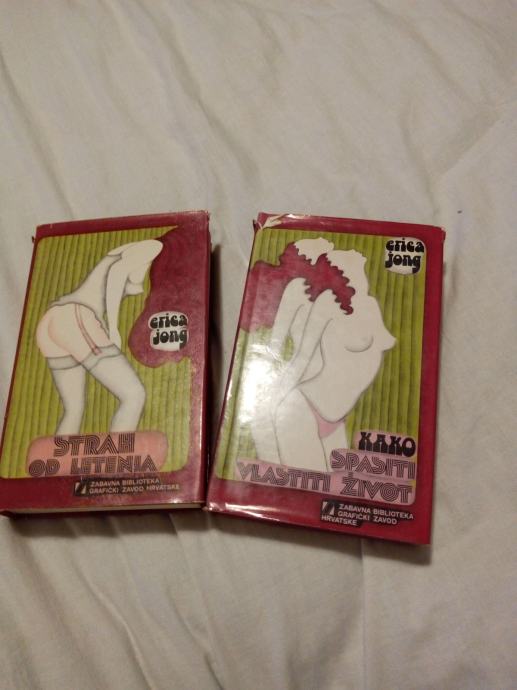 erica
jong
STRAH
OD LETENJA
ZABAVNA BIBLIOTEKA
GRAFIČKI ZAVOD HRVATSKE
erica
jong
KAKO
SPASITI
VLASTITI ŽIVOT
ZABAVNA BIBLIOTEKA
GRAFIČKI ZAVOD
HRVATSKE